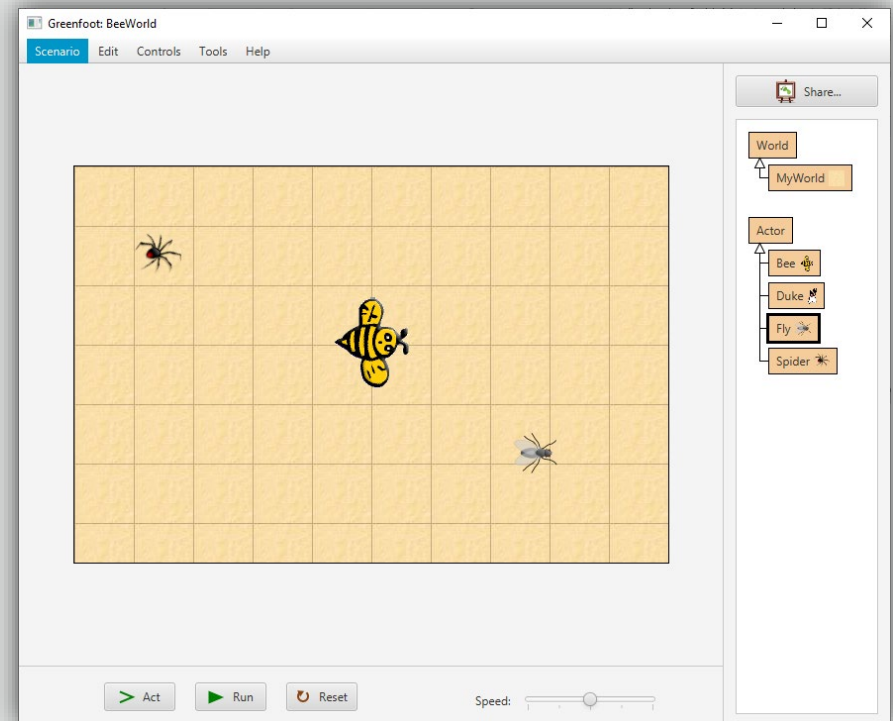 Greenfoot: BeeWorld
Scenario Edit Controls Tools Help
Share...
World
MyWorld
Actor
Bee
Duke
Fly
Spider
Act Run Reset Speed: